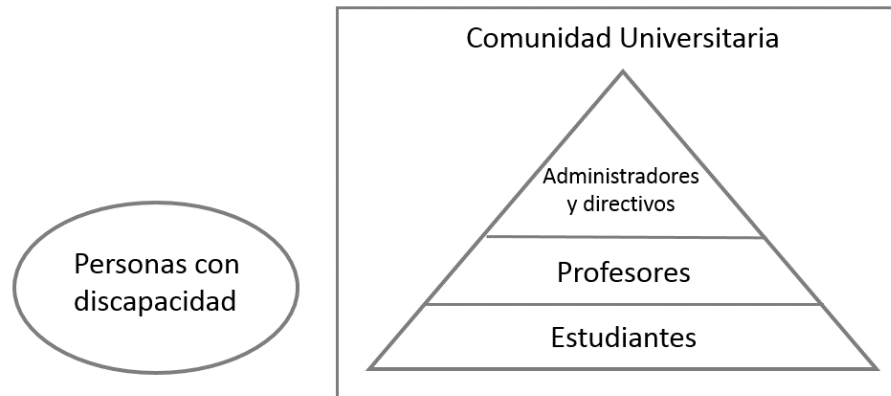 Comunidad Universitaria
Administradores
y directivos
Profesores
Estudiantes
Personas con
discapacidad